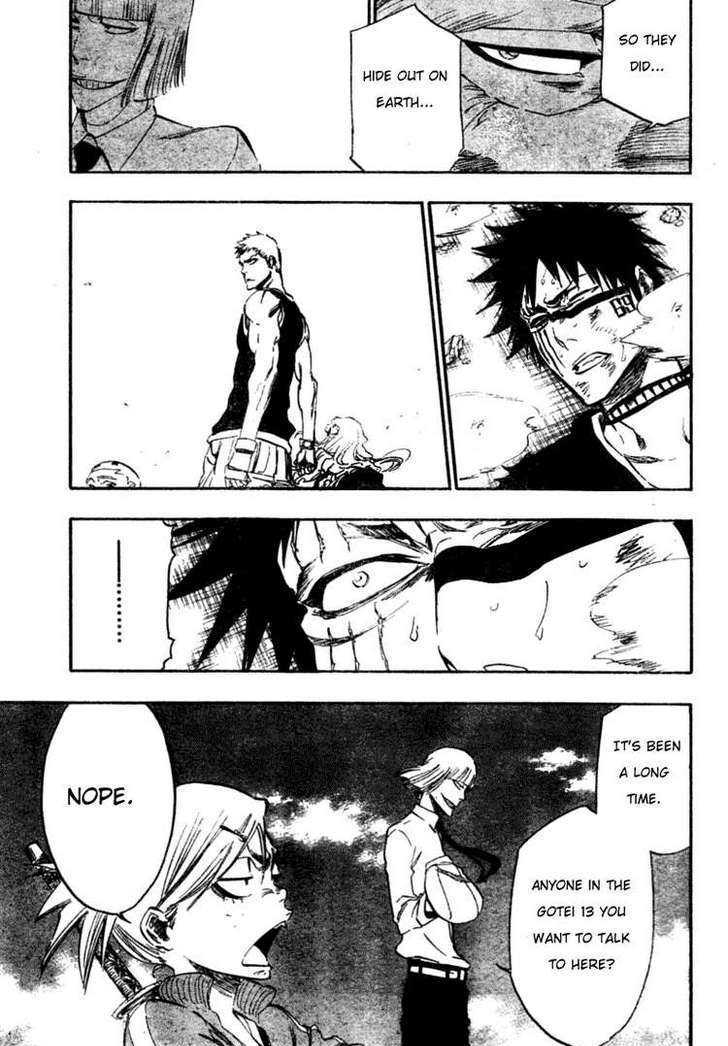 SO THEY
DID...
HIDE OUT ON
EARTH...
69
..........
IT'S BEEN
A LONG
TIME.
ANYONE IN THE
GOTEI 13 YOU
WANT TO TALK
TO HERE?
NOPE.